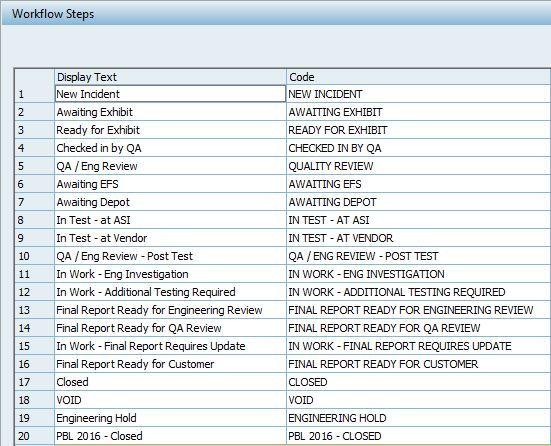 Workflow Steps
Display Text Code
1 New Incident NEW INCIDENT
2 Awaiting Exhibit AWAITING EXHIBIT
3 Ready for Exhibit READY FOR EXHIBIT
4 Checked in by QA CHECKED IN BY QA
5 QA / Eng Review QUALITY REVIEW
6 Awaiting EFS AWAITING EFS
7 Awaiting Depot AWAITING DEPOT
8 In Test - at ASI IN TEST - AT ASI
9 In Test - at Vendor IN TEST - AT VENDOR
10 QA / Eng Review - Post Test QA / ENG REVIEW - POST TEST
11 In Work - Eng Investigation IN WORK - ENG INVESTIGATION
12 In Work - Additional Testing Required IN WORK - ADDITIONAL TESTING REQUIRED
13 Final Report Ready for Engineering Review FINAL REPORT READY FOR ENGINEERING REVIEW
14 Final Report Ready for QA Review FINAL REPORT READY FOR QA REVIEW
15 In Work - Final Report Requires Update IN WORK - FINAL REPORT REQUIRES UPDATE
16 Final Report Ready for Customer FINAL REPORT READY FOR CUSTOMER
17 Closed CLOSED
18 VOID VOID
19 Engineering Hold ENGINEERING HOLD
20 PBL 2016 - Closed PBL 2016 - CLOSED